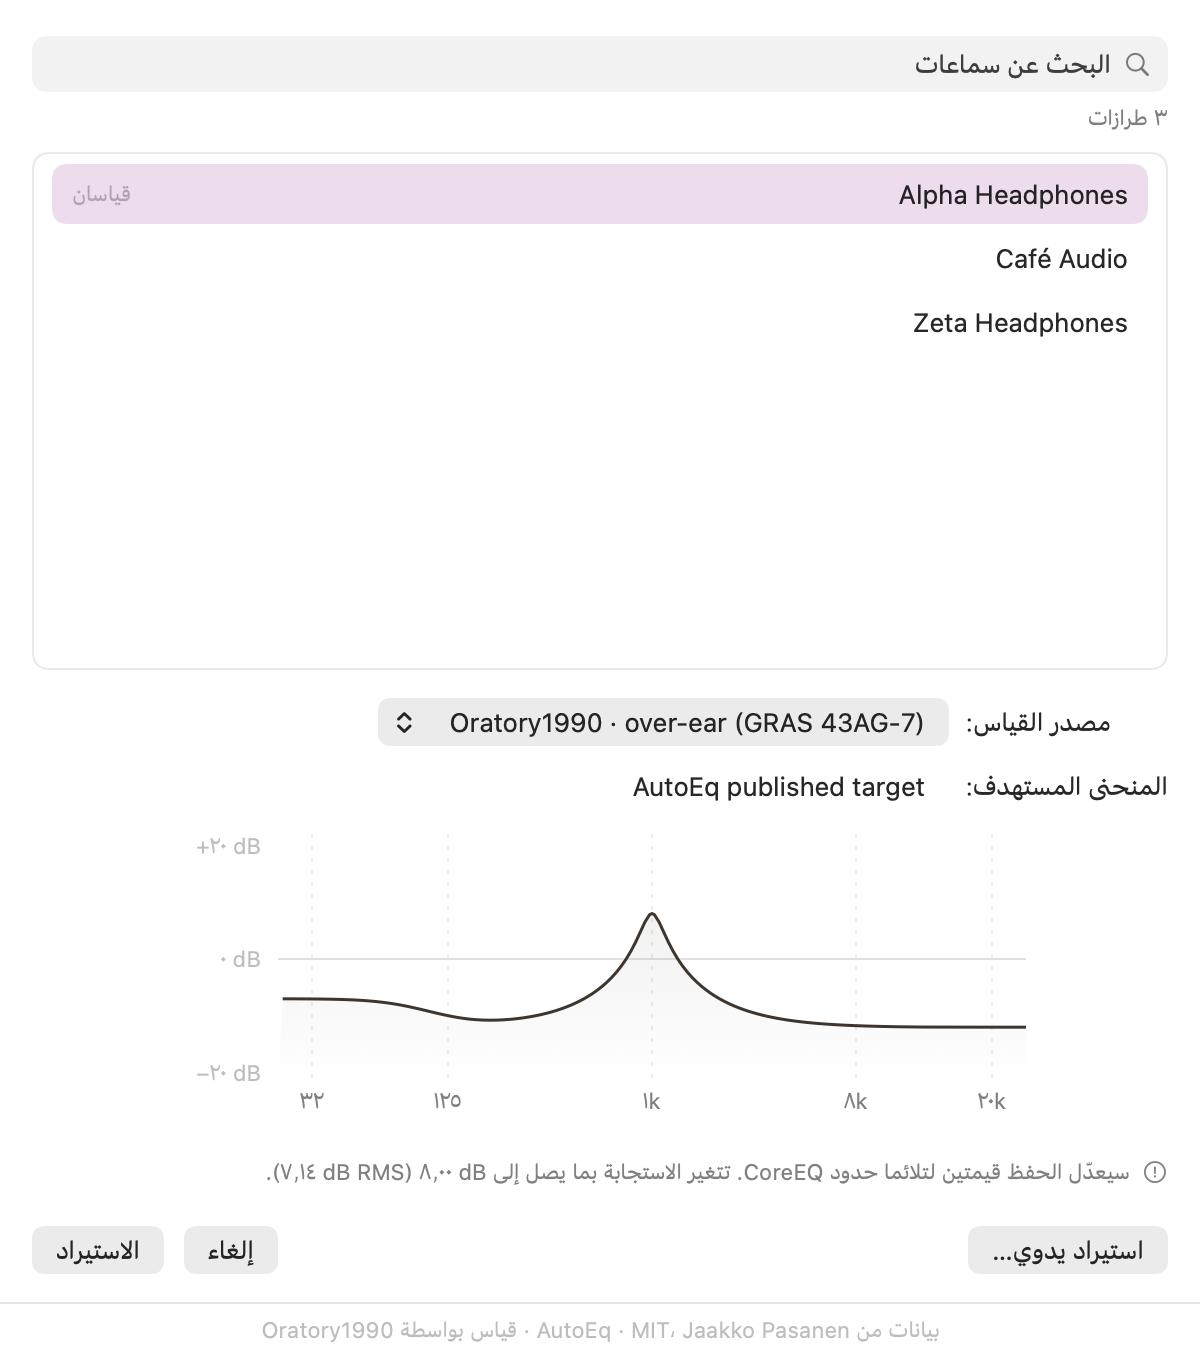 البحث عن سماعات
٣ طرازات
Alpha Headphones قياسان
Café Audio
Zeta Headphones
مصدر القياس: Oratory1990 · over-ear (GRAS 43AG-7)
المنحنى المستهدف: AutoEq published target
+٢٠ dB
٠ dB
−٢٠ dB
٣٢ ١٢٥ ١k ٨k ٢٠k
سيعدّل الحفظ قيمتين لتلائما حدود CoreEQ. تتغير الاستجابة بما يصل إلى ٨٫٠٠ dB (٧٫١٤ dB RMS).
استيراد يدوي... إلغاء الاستيراد
بيانات من AutoEq · MIT، Jaakko Pasanen · قياس بواسطة Oratory1990